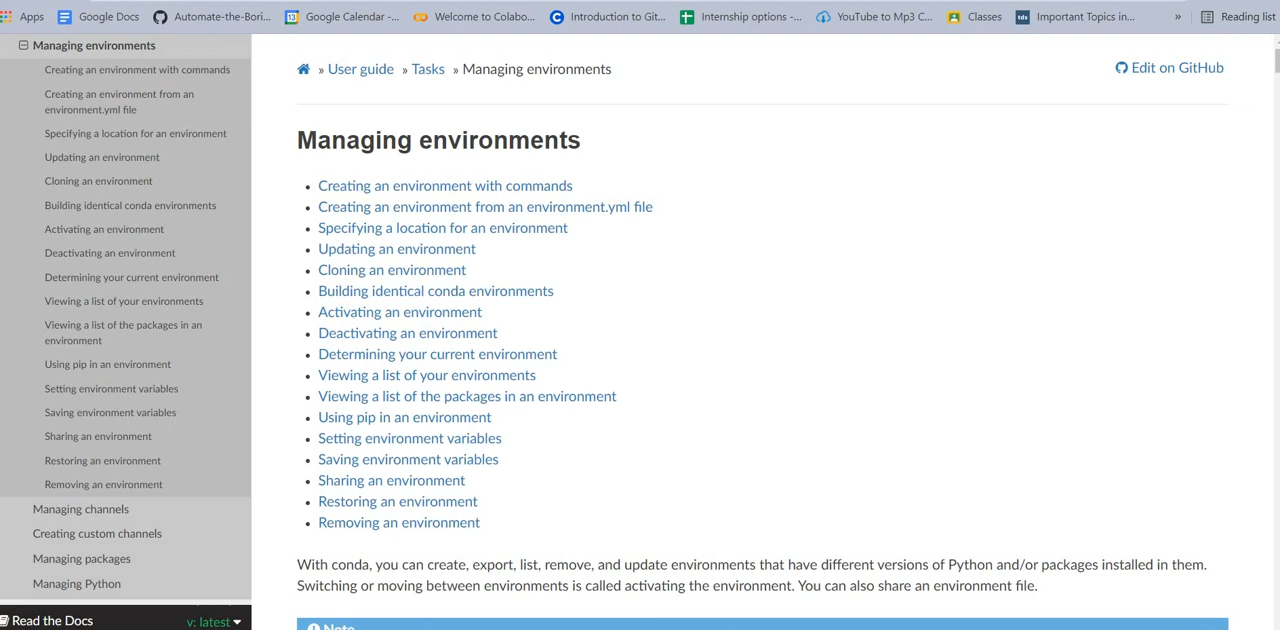 Apps Google Docs Automate-the-Bori... Google Calendar -... Welcome to Colabo... Introduction to Git... Internship options -... YouTube to Mp3 C... Classes Important Topics in... » Reading list
Managing environments
Creating an environment with commands
Creating an environment from an
environment.yml file
Specifying a location for an environment
Updating an environment
Cloning an environment
Building identical conda environments
Activating an environment
Deactivating an environment
Determining your current environment
Viewing a list of your environments
Viewing a list of the packages in an
environment
Using pip in an environment
Setting environment variables
Saving environment variables
Sharing an environment
Restoring an environment
Removing an environment
Managing channels
Creating custom channels
Managing packages
Managing Python
Read the Docs v: latest
» User guide » Tasks » Managing environments
Edit on GitHub
Managing environments
• Creating an environment with commands
• Creating an environment from an environment.yml file
• Specifying a location for an environment
• Updating an environment
• Cloning an environment
• Building identical conda environments
• Activating an environment
• Deactivating an environment
• Determining your current environment
• Viewing a list of your environments
• Viewing a list of the packages in an environment
• Using pip in an environment
• Setting environment variables
• Saving environment variables
• Sharing an environment
• Restoring an environment
• Removing an environment
With conda, you can create, export, list, remove, and update environments that have different versions of Python and/or packages installed in them.
Switching or moving between environments is called activating the environment. You can also share an environment file.
Note